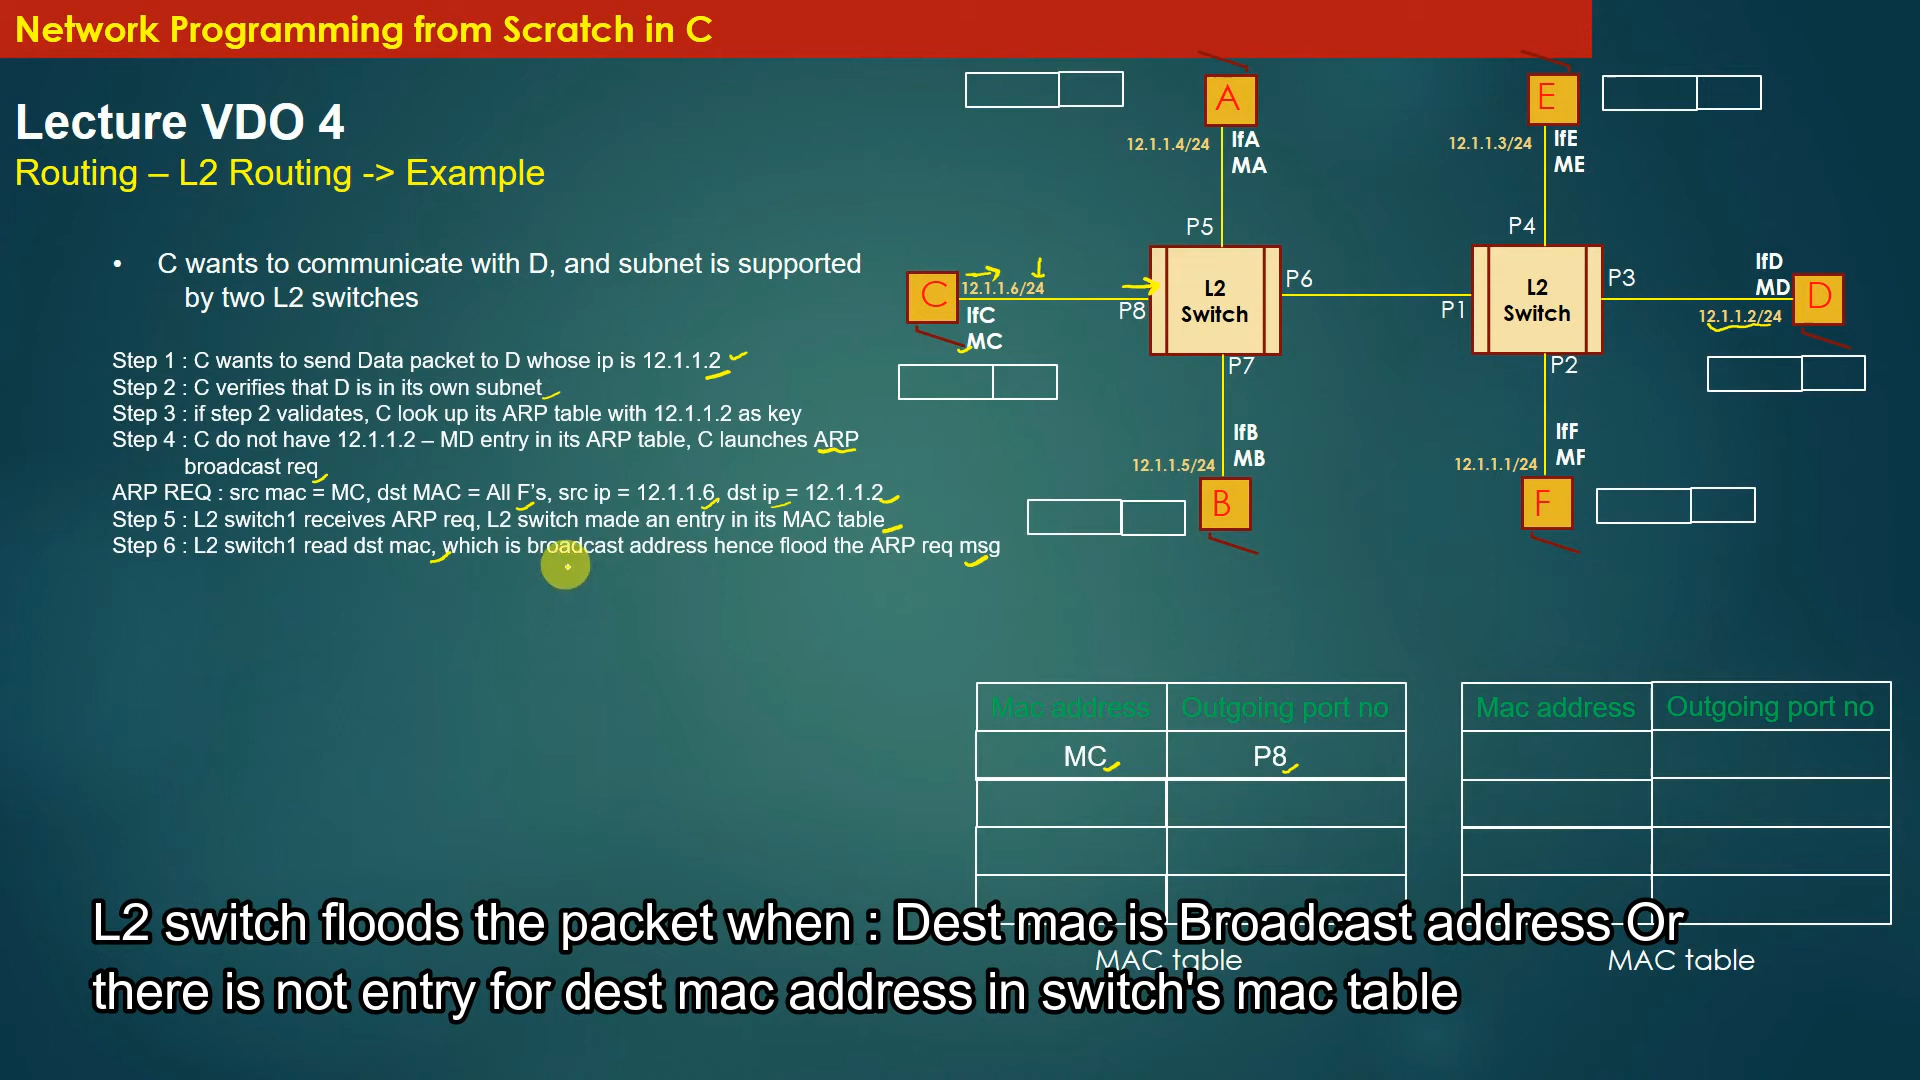 Network Programming from Scratch in C
Lecture VDO 4
Routing – L2 Routing -> Example
• C wants to communicate with D, and subnet is supported
by two L2 switches
Step 1 : C wants to send Data packet to D whose ip is 12.1.1.2
Step 2 : C verifies that D is in its own subnet
Step 3 : if step 2 validates, C look up its ARP table with 12.1.1.2 as key
Step 4 : C do not have 12.1.1.2 – MD entry in its ARP table, C launches ARP
broadcast req
ARP REQ : src mac = MC, dst MAC = All F's, src ip = 12.1.1.6, dst ip = 12.1.1.2
Step 5 : L2 switch1 receives ARP req, L2 switch made an entry in its MAC table
Step 6 : L2 switch1 read dst mac, which is broadcast address hence flood the ARP req msg
A
12.1.1.4/24
IfA
MA
P5
E
12.1.1.3/24
IfE
ME
P4
C
12.1.1.6/24
IfC
MC
P8
L2
Switch
P6
P7
P1
L2
Switch
P3
P2
IfD
MD
12.1.1.2/24
D
IfB
MB
12.1.1.5/24
B
IfF
MF
12.1.1.1/24
F
Mac address Outgoing port no
MC P8
MAC table
Mac address Outgoing port no
MAC table
L2 switch floods the packet when : Dest mac is Broadcast address Or
there is not entry for dest mac address in switch's mac table